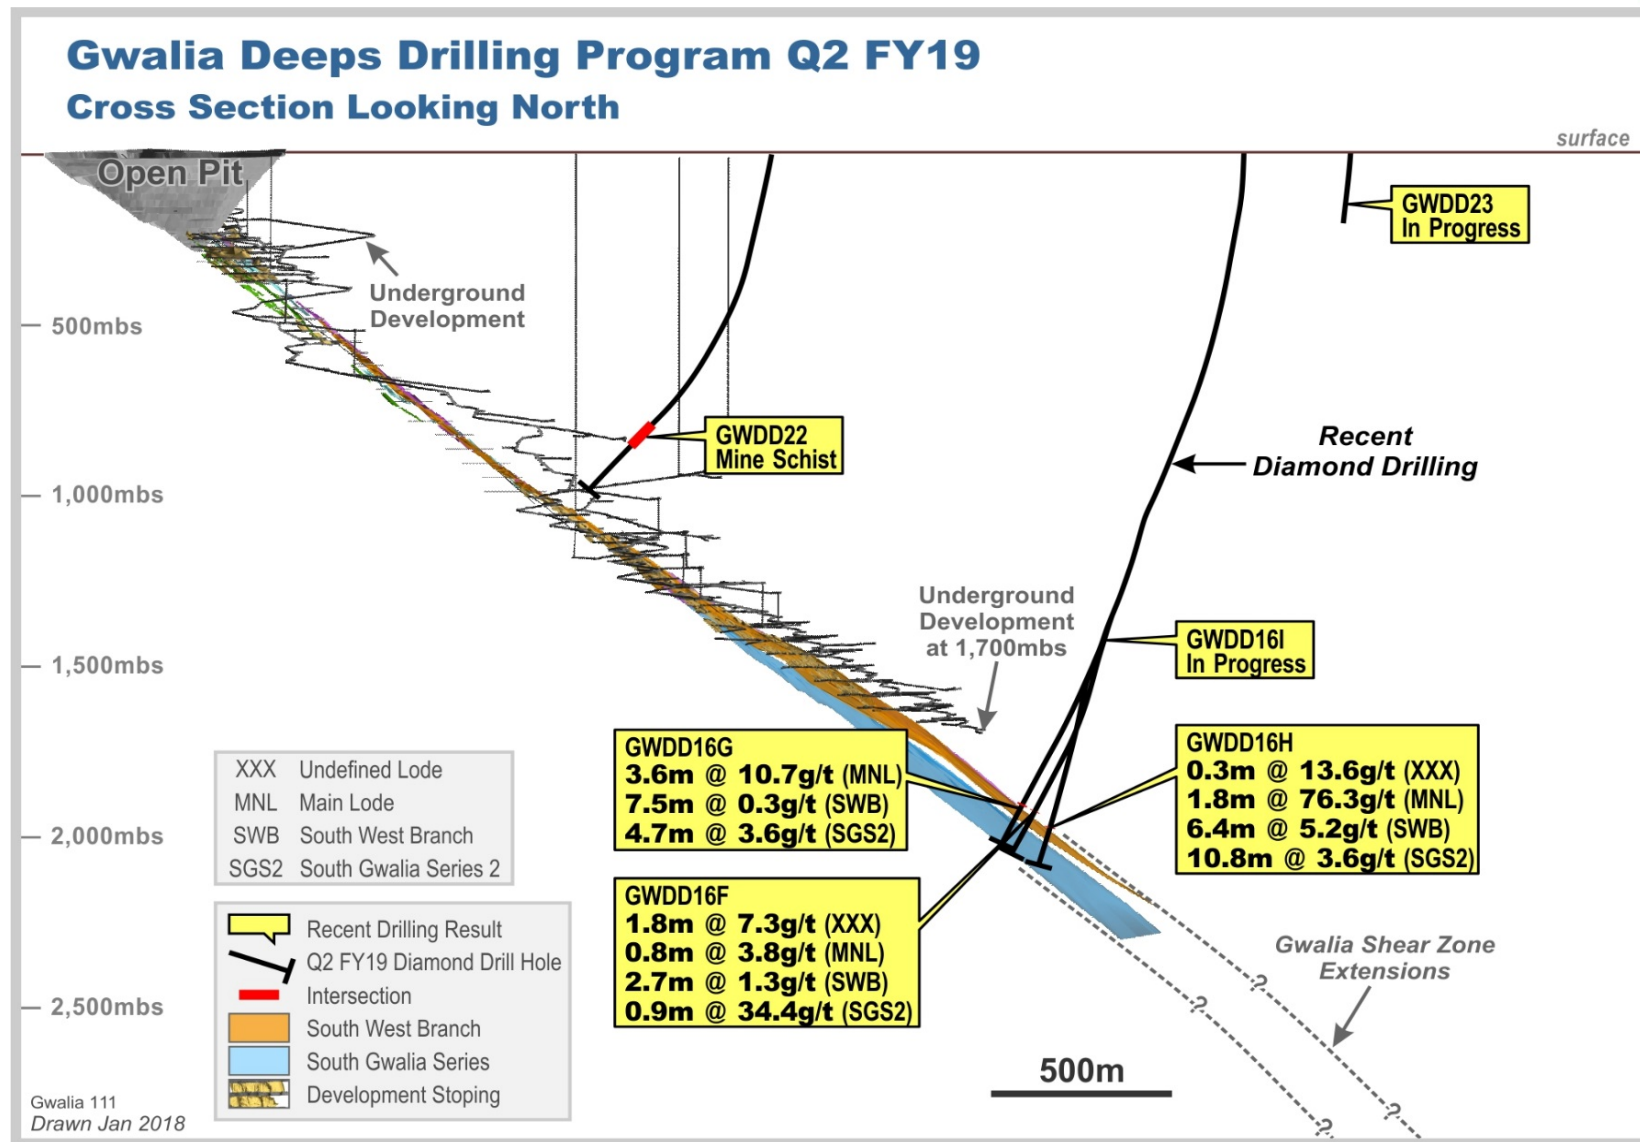 Gwalia Deeps Drilling Program Q2 FY19
Cross Section Looking North
surface
Open Pit
GWDD23
In Progress
Underground
Development
500mbs
GWDD22
Mine Schist
Recent
Diamond Drilling
1,000mbs
Underground
Development
at 1,700mbs
GWDD16I
In Progress
1,500mbs
GWDD16G
3.6m @ 10.7g/t (MNL)
7.5m @ 0.3g/t (SWB)
4.7m @ 3.6g/t (SGS2)
GWDD16H
0.3m @ 13.6g/t (XXX)
1.8m @ 76.3g/t (MNL)
6.4m @ 5.2g/t (SWB)
10.8m @ 3.6g/t (SGS2)
XXX Undefined Lode
MNL Main Lode
SWB South West Branch
SGS2 South Gwalia Series 2
2,000mbs
GWDD16F
1.8m @ 7.3g/t (XXX)
0.8m @ 3.8g/t (MNL)
2.7m @ 1.3g/t (SWB)
0.9m @ 34.4g/t (SGS2)
Recent Drilling Result
Q2 FY19 Diamond Drill Hole
Intersection
South West Branch
South Gwalia Series
Development Stoping
Gwalia Shear Zone
Extensions
?
?
2,500mbs
500m
?
?
Gwalia 111
Drawn Jan 2018